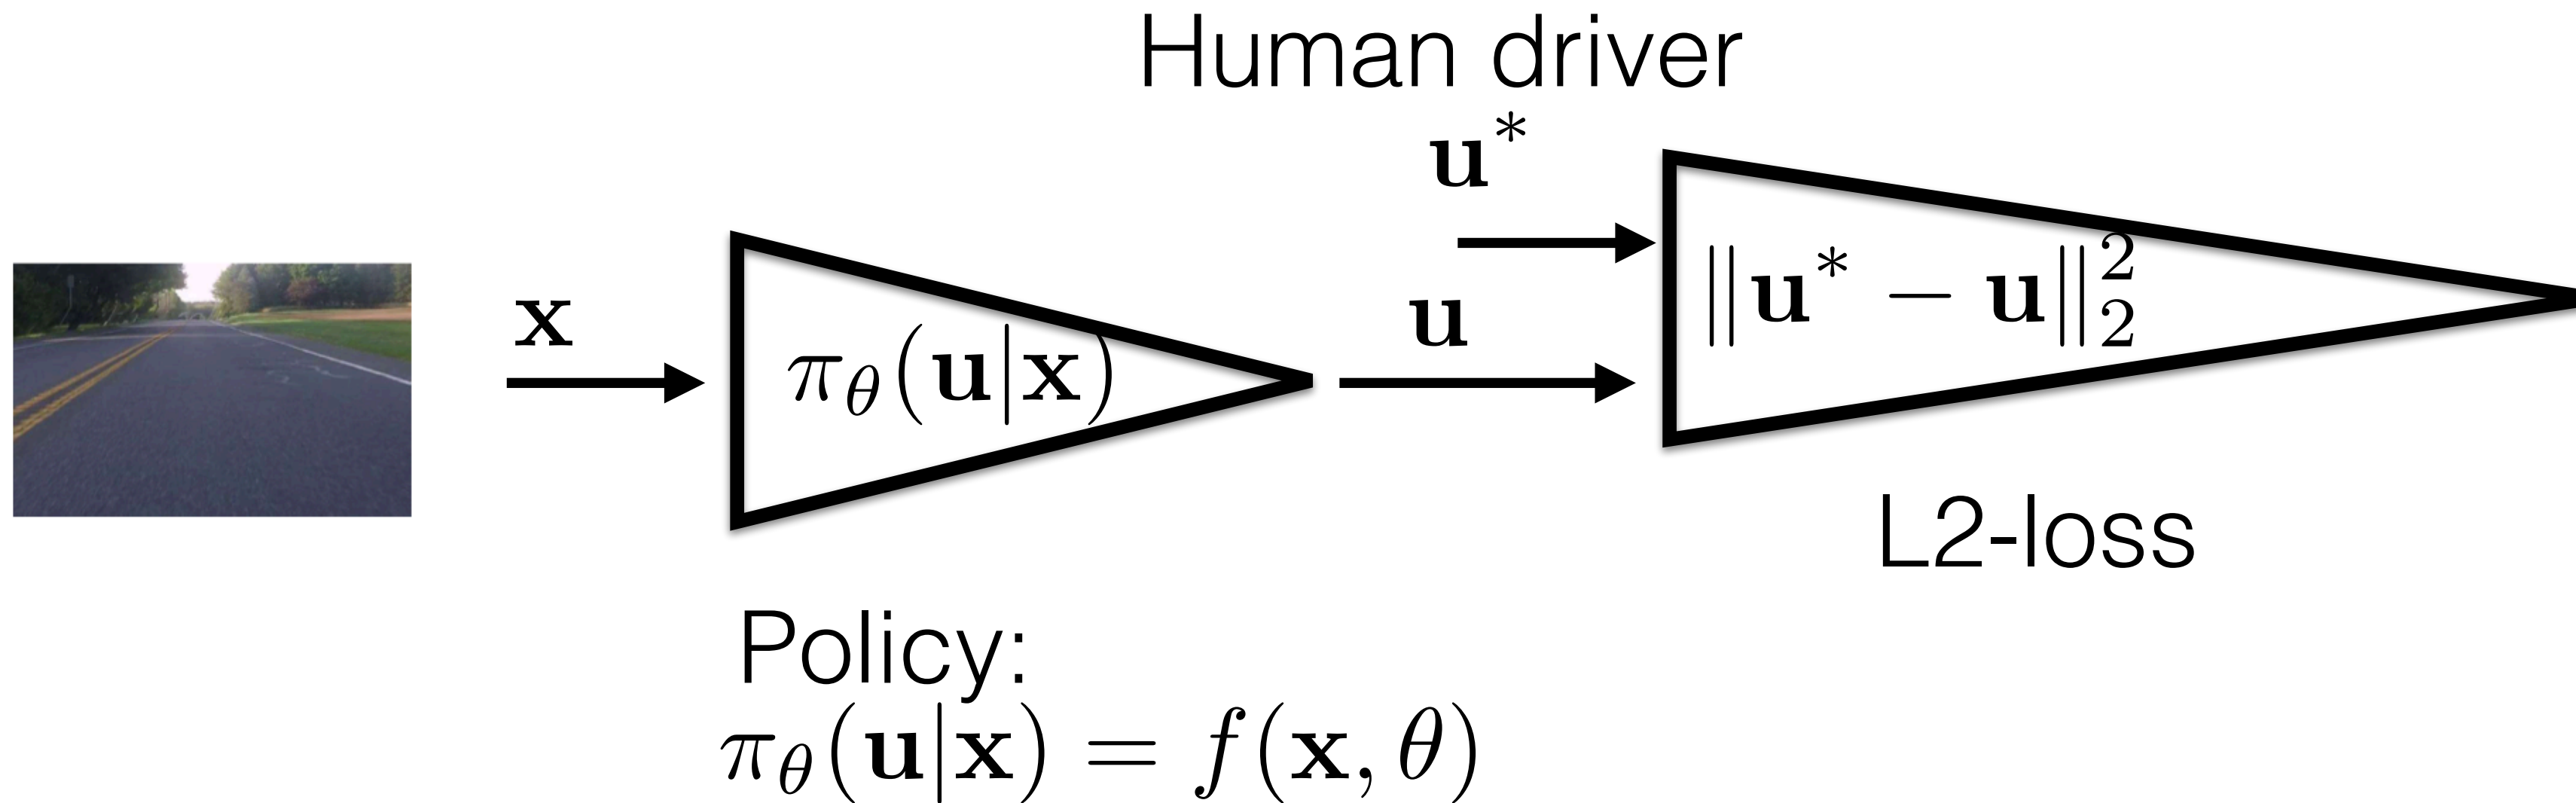 Human driver
u*
x
π_θ(u|x)
u
‖u* − u‖₂²
L2-loss
Policy:
π_θ(u|x) = f(x, θ)